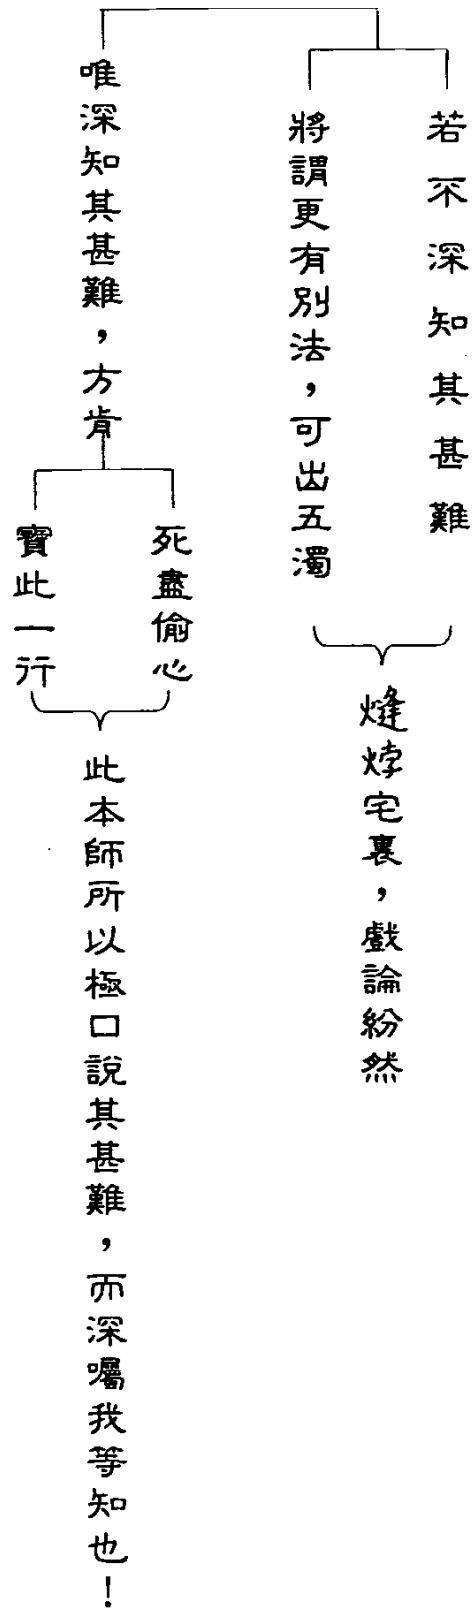 若不深知其甚難
將謂更有別法，可出五濁
熢㶿宅裏，戲論紛然
唯深知其甚難，方肯
死盡偷心
寶此一行
此本師所以極口說其甚難，而深囑我等知也！